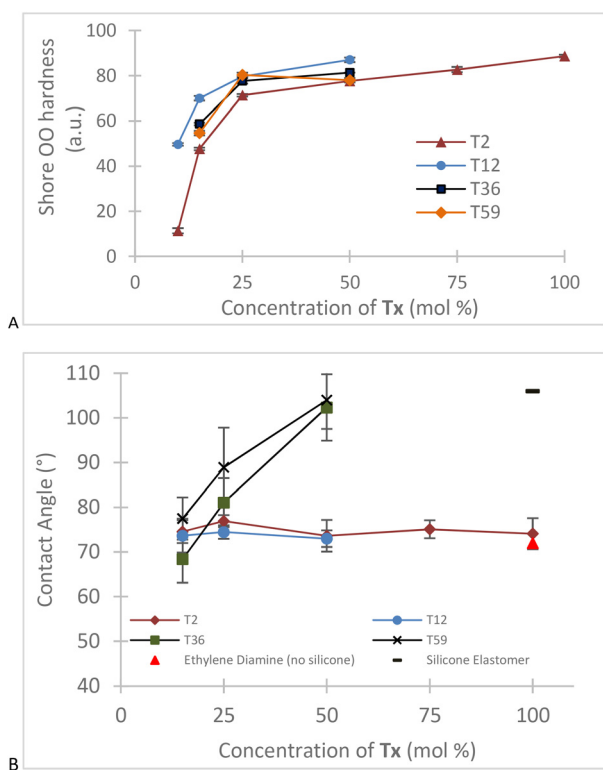 100
80
60
40
20
0
Shore OO hardness
(a.u.)
T2
T12
T36
T59
0 25 50 75 100
Concentration of Tx (mol %)
A
110
100
90
80
70
60
50
40
Contact Angle (°)
T2 T12
T36 T59
Ethylene Diamine (no silicone) Silicone Elastomer
0 25 50 75 100
Concentration of Tx (mol %)
B